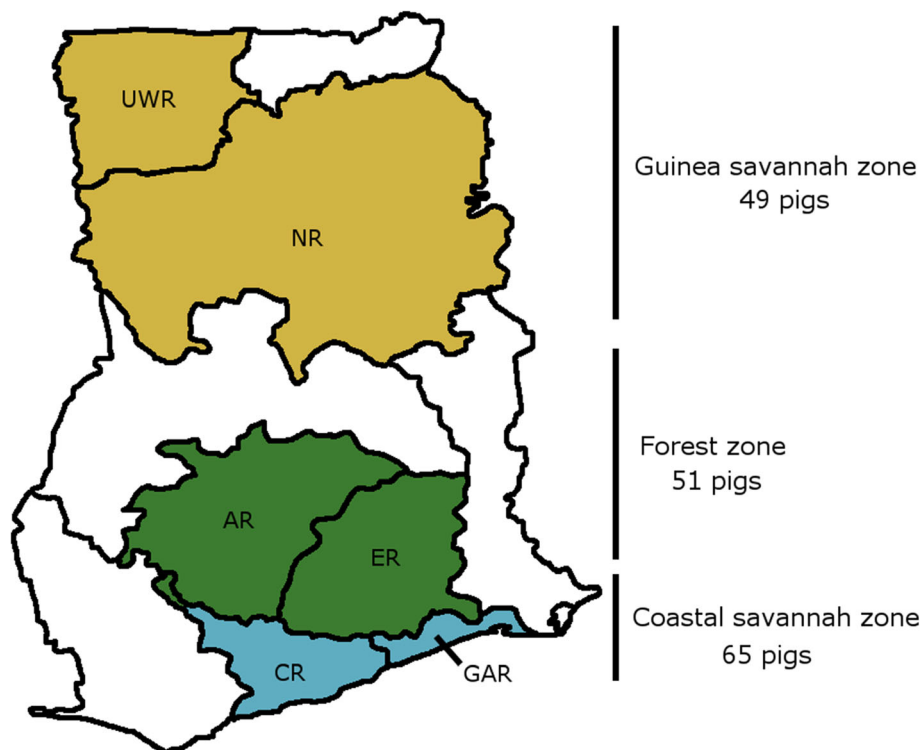 UWR
Guinea savannah zone
49 pigs
NR
Forest zone
51 pigs
AR
ER
Coastal savannah zone
65 pigs
CR
GAR